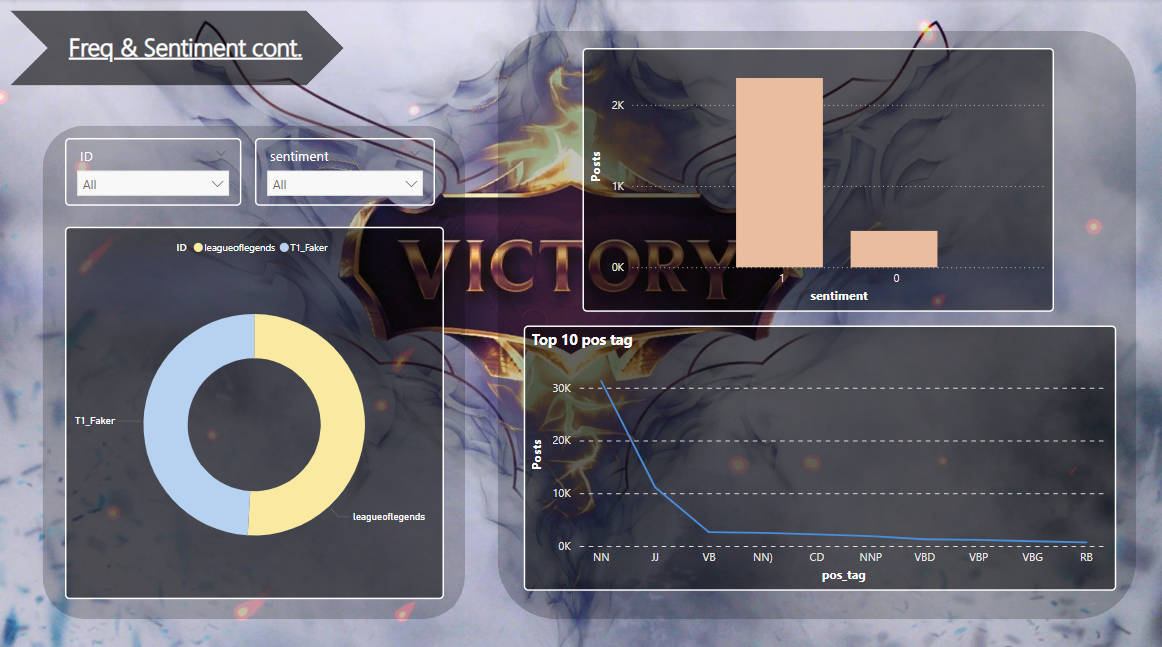 Freq & Sentiment cont.
ID
All
sentiment
All
ID leagueoflegends T1_Faker
T1_Faker
leagueoflegends
VICTORY
2K
1K
0K
Posts
1 0
sentiment
Top 10 pos tag
30K
20K
10K
0K
Posts
NN JJ VB NN) CD NNP VBD VBP VBG RB
pos_tag